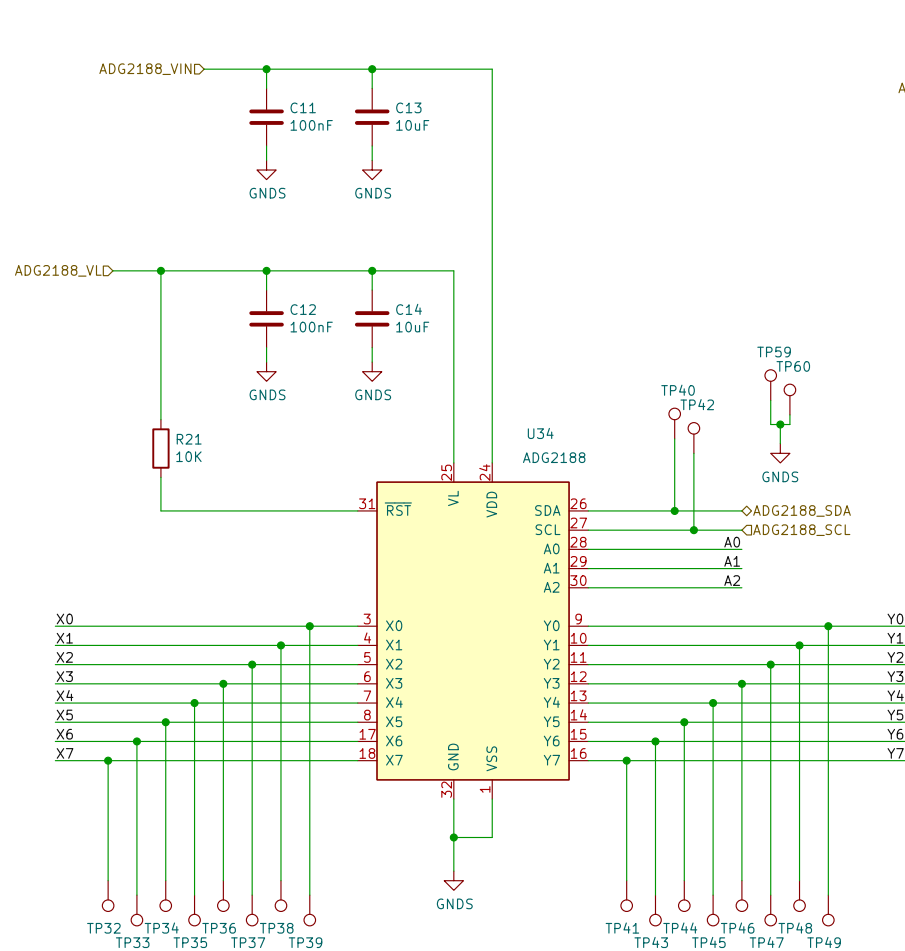 ADG2188_VIN
A
C11
100nF
C13
10uF
GNDS
GNDS
ADG2188_VL
C12
100nF
C14
10uF
GNDS
GNDS
TP59
TP60
TP40
TP42
GNDS
R21
10K
U34
ADG2188
25
24
VL
VDD
31
RST
SDA
26
ADG2188_SDA
SCL
27
ADG2188_SCL
A0
28
A0
A1
29
A1
A2
30
A2
X0
3
X0
Y0
9
Y0
X1
4
X1
Y1
10
Y1
X2
5
X2
Y2
11
Y2
X3
6
X3
Y3
12
Y3
X4
7
X4
Y4
13
Y4
X5
8
X5
Y5
14
Y5
X6
17
X6
Y6
15
Y6
X7
18
X7
Y7
16
Y7
GND
VSS
32
1
GNDS
TP32
TP33
TP34
TP35
TP36
TP37
TP38
TP39
TP41
TP43
TP44
TP45
TP46
TP47
TP48
TP49